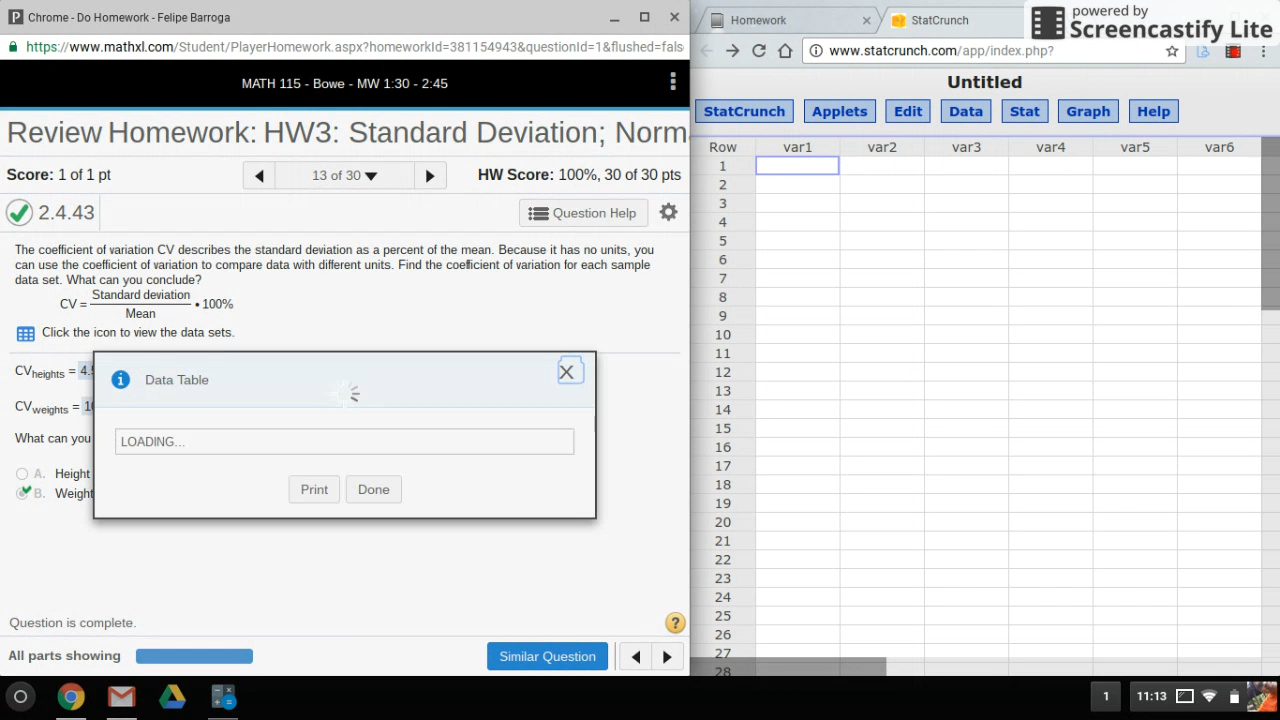 Chrome - Do Homework - Felipe Barroga
https://www.mathxl.com/Student/PlayerHomework.aspx?homeworkId=381154943&questionId=1&flushed=fals
MATH 115 - Bowe - MW 1:30 - 2:45
Review Homework: HW3: Standard Deviation; Norm
Score: 1 of 1 pt
13 of 30
HW Score: 100%, 30 of 30 pts
2.4.43
Question Help
The coefficient of variation CV describes the standard deviation as a percent of the mean. Because it has no units, you
can use the coefficient of variation to compare data with different units. Find the coefficient of variation for each sample
data set. What can you conclude?
CV = Standard deviation / Mean • 100%
Click the icon to view the data sets.
CVheights = 4.
CVweights = 1
What can you
A. Height
B. Weight
Data Table
X
LOADING...
Print
Done
Question is complete.
?
All parts showing
Similar Question
Homework
StatCrunch
powered by
Screencastify Lite
www.statcrunch.com/app/index.php?
Untitled
StatCrunch Applets Edit Data Stat Graph Help
Row var1 var2 var3 var4 var5 var6
1
2
3
4
5
6
7
8
9
10
11
12
13
14
15
16
17
18
19
20
21
22
23
24
25
26
27
28
1
11:13